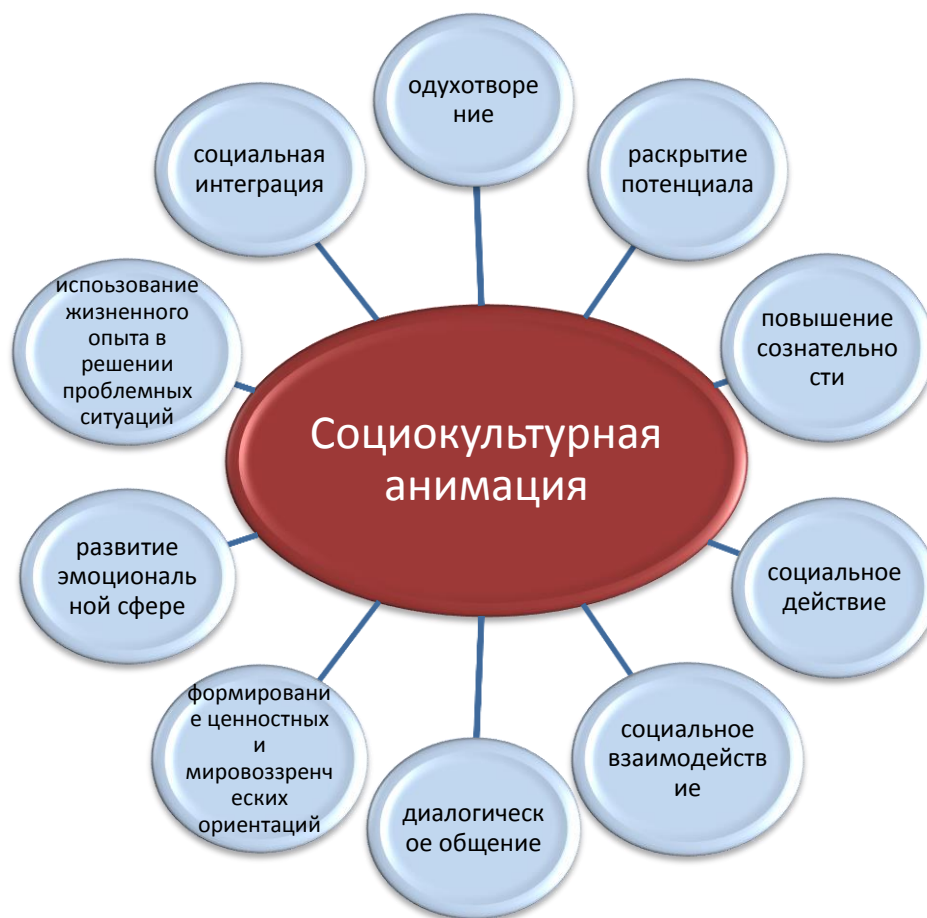 одухотворе
ние
раскрытие
потенциала
повышение
сознательно
сти
социальное
действие
социальное
взаимодейств
ие
диалогическ
ое общение
формировани
е ценностных
и
мировоззренч
еских
ориентаций
развитие
эмоциональ
ной сфере
испоьзование
жизненного
опыта в
решении
проблемных
ситуаций
социальная
интеграция
Социокультурная
анимация